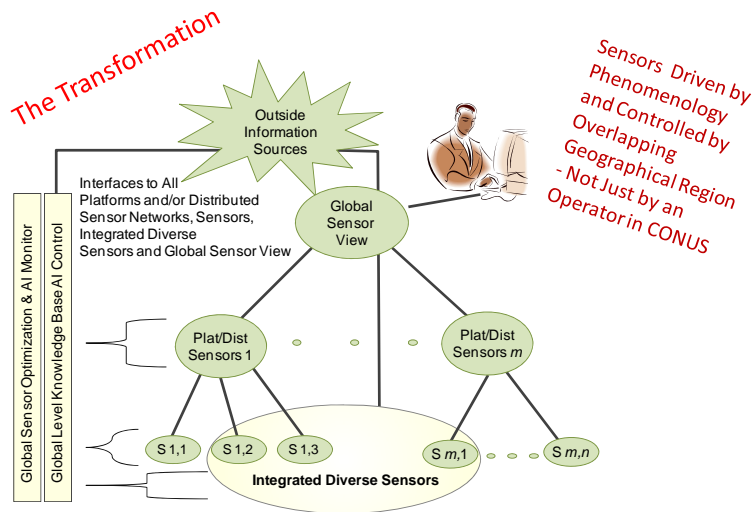 The Transformation
Sensors Driven by
Phenomenology
and Controlled by
Overlapping
Geographical Region
- Not Just by an
Operator in CONUS
Outside
Information
Sources
Interfaces to All
Platforms and/or Distributed
Sensor Networks, Sensors,
Integrated Diverse
Sensors and Global Sensor View
Global
Sensor
View
Global Sensor Optimization & AI Monitor
Global Level Knowledge Base AI Control
Plat/Dist
Sensors 1
Plat/Dist
Sensors m
S 1,1
S 1,2
S 1,3
S m,1
S m,n
Integrated Diverse Sensors